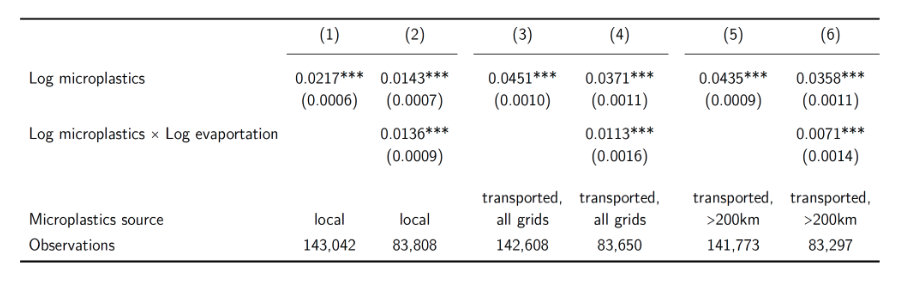 (1) (2) (3) (4) (5) (6)
Log microplastics 0.0217*** 0.0143*** 0.0451*** 0.0371*** 0.0435*** 0.0358***
(0.0006) (0.0007) (0.0010) (0.0011) (0.0009) (0.0011)
Log microplastics × Log evaportation 0.0136*** 0.0113*** 0.0071***
(0.0009) (0.0016) (0.0014)
transported, transported, transported, transported,
Microplastics source local local all grids all grids >200km >200km
Observations 143,042 83,808 142,608 83,650 141,773 83,297